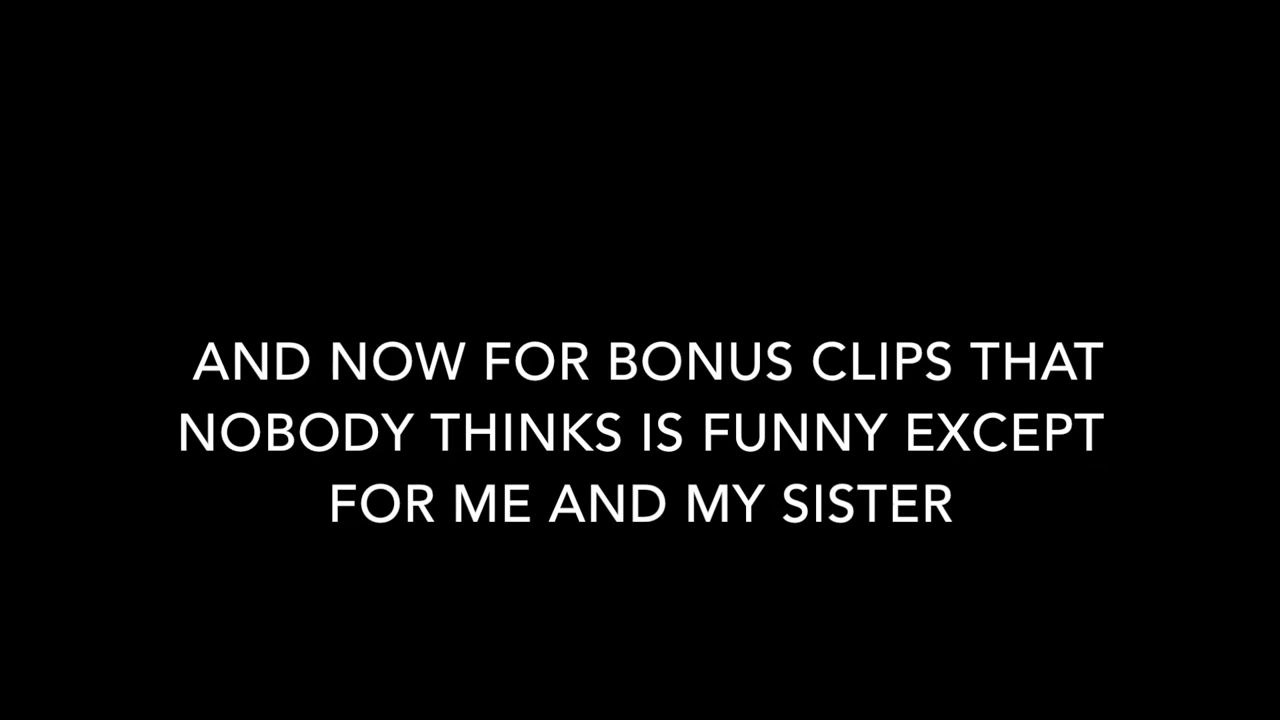 AND NOW FOR BONUS CLIPS THAT
NOBODY THINKS IS FUNNY EXCEPT
FOR ME AND MY SISTER